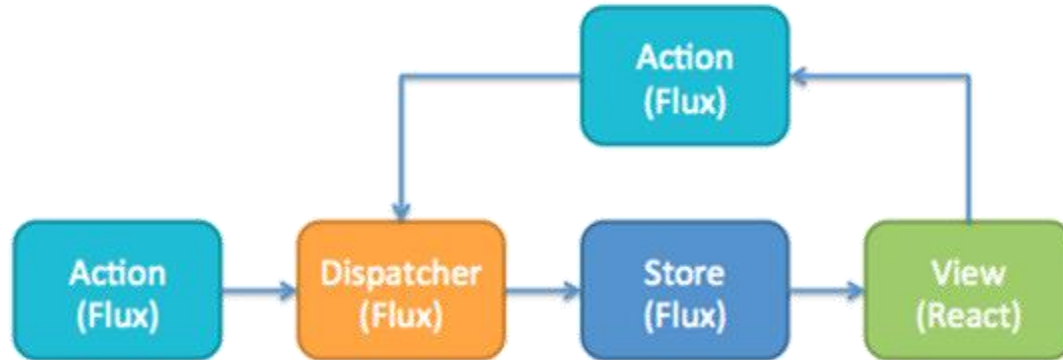 Action
(Flux)
Action
(Flux)
Dispatcher
(Flux)
Store
(Flux)
View
(React)